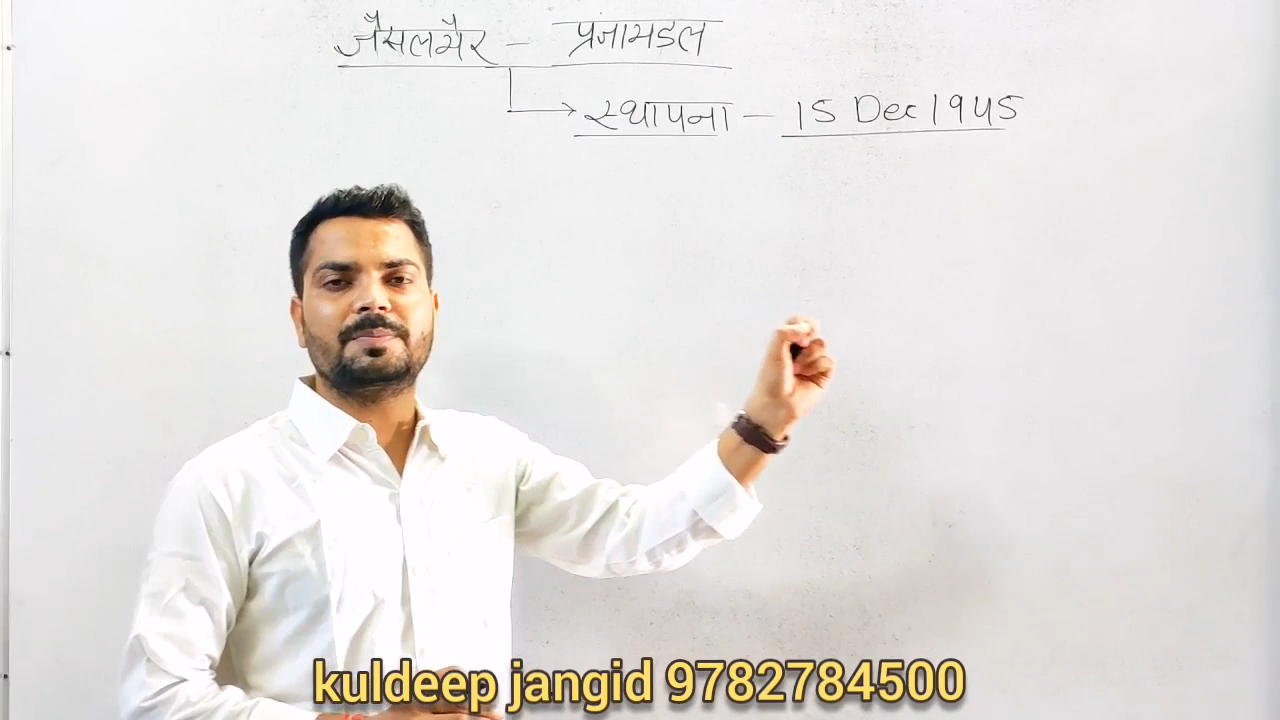 जैसलमेर - प्रजामडल
स्थापना - 15 Dec 1945
kuldeep jangid 9782784500